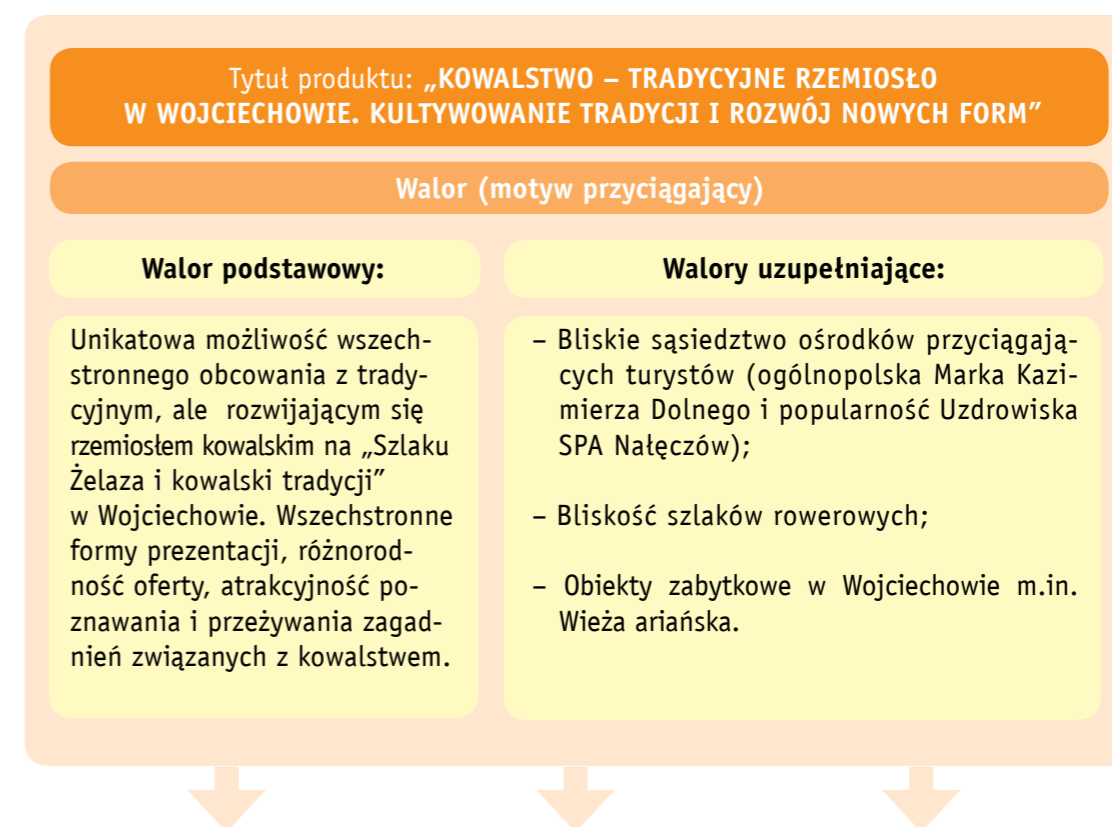 Tytuł produktu: „KOWALSTWO – TRADYCYJNE RZEMIOSŁO
W WOJCIECHOWIE. KULTYWOWANIE TRADYCJI I ROZWÓJ NOWYCH FORM”
Walor (motyw przyciągający)
Walor podstawowy:
Unikatowa możliwość wszech-
stronnego obcowania z trady-
cyjnym, ale rozwijającym się
rzemiosłem kowalskim na „Szlaku
Żelaza i kowalski tradycji”
w Wojciechowie. Wszechstronne
formy prezentacji, różnorod-
ność oferty, atrakcyjność po-
znawania i przeżywania zagad-
nień związanych z kowalstwem.
Walory uzupełniające:
– Bliskie sąsiedztwo ośrodków przyciągają-
cych turystów (ogólnopolska Marka Kazi-
mierza Dolnego i popularność Uzdrowiska
SPA Nałęczów);
– Bliskość szlaków rowerowych;
– Obiekty zabytkowe w Wojciechowie m.in.
Wieża ariańska.